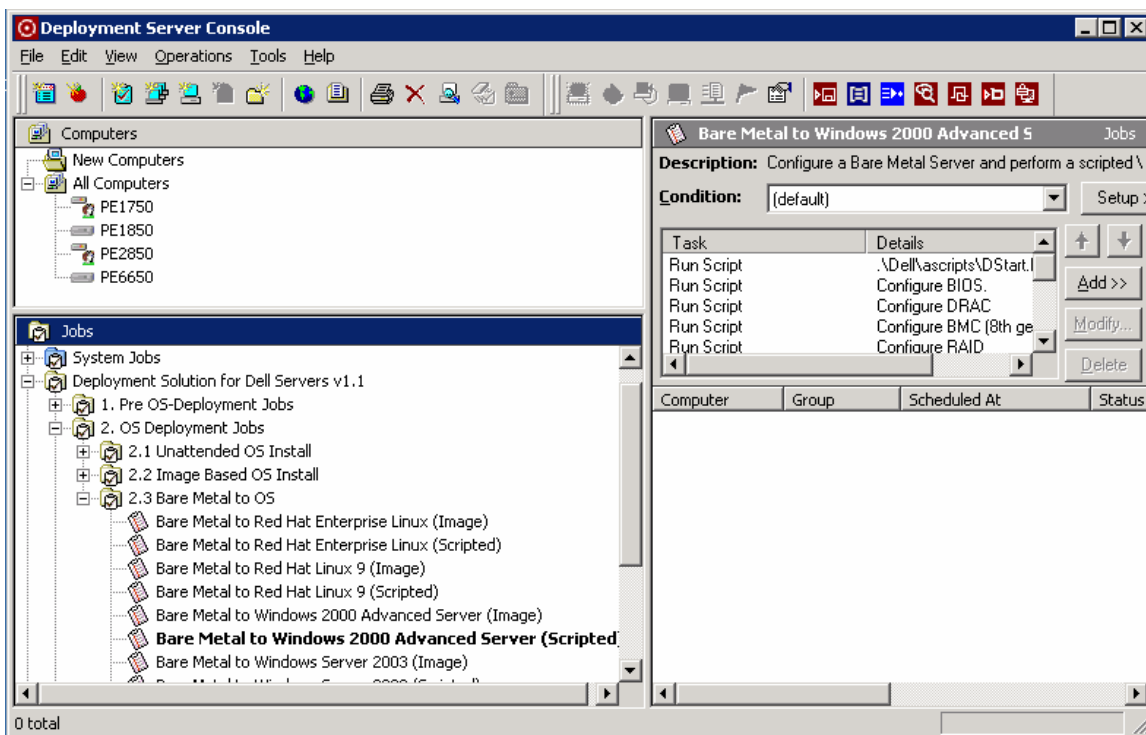 Deployment Server Console
File Edit View Operations Tools Help
Computers
New Computers
All Computers
PE1750
PE1850
PE2850
PE6650
Jobs
System Jobs
Deployment Solution for Dell Servers v1.1
1. Pre OS-Deployment Jobs
2. OS Deployment Jobs
2.1 Unattended OS Install
2.2 Image Based OS Install
2.3 Bare Metal to OS
Bare Metal to Red Hat Enterprise Linux (Image)
Bare Metal to Red Hat Enterprise Linux (Scripted)
Bare Metal to Red Hat Linux 9 (Image)
Bare Metal to Red Hat Linux 9 (Scripted)
Bare Metal to Windows 2000 Advanced Server (Image)
Bare Metal to Windows 2000 Advanced Server (Scripted)
Bare Metal to Windows Server 2003 (Image)
0 total
Bare Metal to Windows 2000 Advanced S Jobs
Description: Configure a Bare Metal Server and perform a scripted \
Condition: (default) Setup >
Task Details
Run Script .\Dell\ascripts\DStart.
Run Script Configure BIOS.
Run Script Configure DRAC
Run Script Configure BMC (8th ge
Run Script Configure RAID
Add >>
Modify...
Delete
Computer Group Scheduled At Status